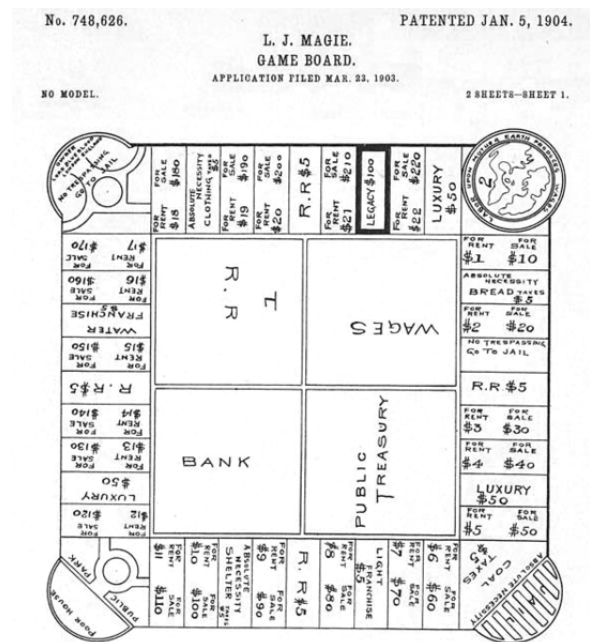 No. 748,626.
PATENTED JAN. 5, 1904.
L. J. MAGIE.
GAME BOARD.
APPLICATION FILED MAR. 23, 1903.
NO MODEL.
2 SHEETS—SHEET 1.
NO TRESPASSING
GO TO JAIL
FOR RENT $18
FOR SALE $180
ABSOLUTE NECESSITY
CLOTHING TAXES $5
FOR RENT $19
FOR SALE $190
FOR RENT $20
FOR SALE $200
R.R $5
FOR RENT $21
FOR SALE $210
LEGACY $100
FOR RENT $22
FOR SALE $220
LUXURY
$50
LABOR UPON MOTHER EARTH PRODUCES WAGES
FOR RENT $1
FOR SALE $10
ABSOLUTE NECESSITY
BREAD TAXES
$5
FOR RENT $2
FOR SALE $20
NO TRESPASSING
GO TO JAIL
R.R $5
FOR RENT $3
FOR SALE $30
FOR RENT $4
FOR SALE $40
LUXURY
$50
FOR RENT $5
FOR SALE $50
COAL
TAXES
$5
ABSOLUTE NECESSITY
FOR RENT $6
FOR SALE $60
FOR RENT $7
FOR SALE $70
LIGHT
FRANCHISE
$5
FOR RENT $8
FOR SALE $80
R. R $5
FOR RENT $9
FOR SALE $90
ABSOLUTE NECESSITY
SHELTER TAXES $5
FOR RENT $10
FOR SALE $100
FOR RENT $11
FOR SALE $110
POOR HOUSE
PUBLIC
PARK
FOR RENT $12
FOR SALE $120
LUXURY
$50
FOR RENT $13
FOR SALE $130
FOR RENT $14
FOR SALE $140
R. R $5
FOR RENT $15
FOR SALE $150
WATER
FRANCHISE $5
FOR RENT $16
FOR SALE $160
FOR RENT $17
FOR SALE $170
T
R.R
WAGES
BANK
PUBLIC
TREASURY